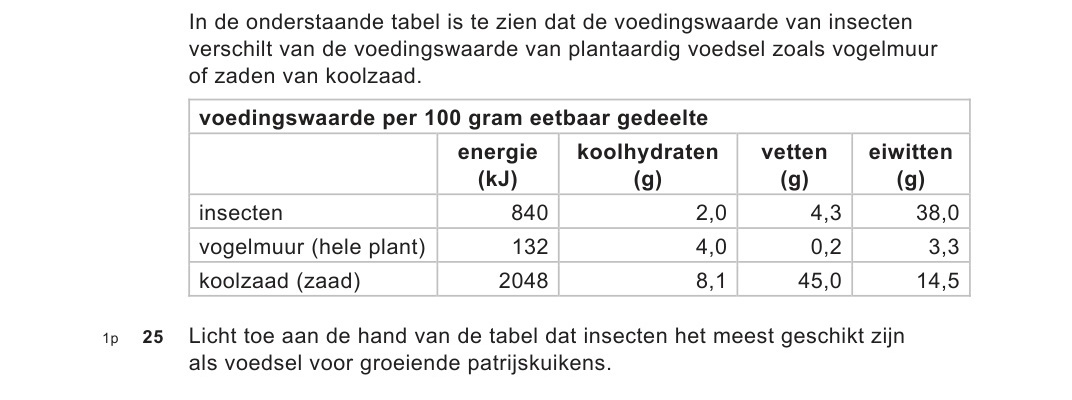 In de onderstaande tabel is te zien dat de voedingswaarde van insecten
verschilt van de voedingswaarde van plantaardig voedsel zoals vogelmuur
of zaden van koolzaad.
voedingswaarde per 100 gram eetbaar gedeelte
energie (kJ) koolhydraten (g) vetten (g) eiwitten (g)
insecten 840 2,0 4,3 38,0
vogelmuur (hele plant) 132 4,0 0,2 3,3
koolzaad (zaad) 2048 8,1 45,0 14,5
1p 25 Licht toe aan de hand van de tabel dat insecten het meest geschikt zijn
als voedsel voor groeiende patrijskuikens.